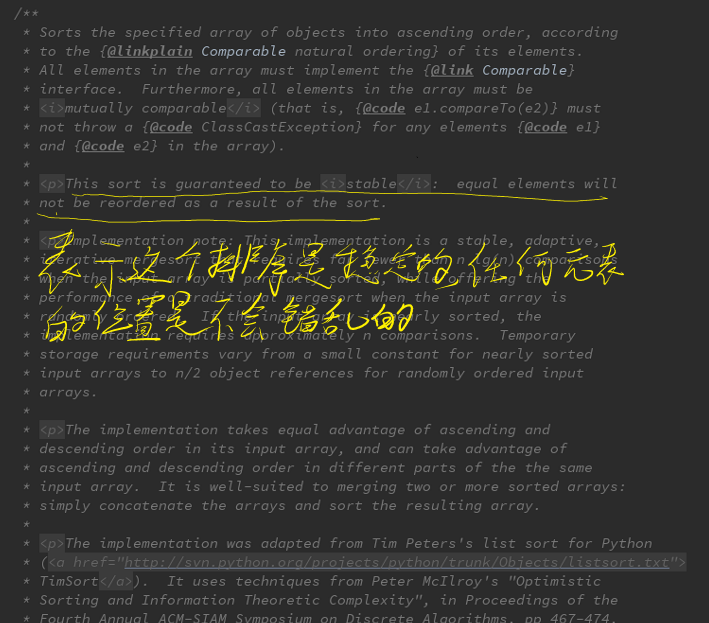 /**
* Sorts the specified array of objects into ascending order, according
* to the {@linkplain Comparable natural ordering} of its elements.
* All elements in the array must implement the {@link Comparable}
* interface.  Furthermore, all elements in the array must be
* <i>mutually comparable</i> (that is, {@code e1.compareTo(e2)} must
* not throw a {@code ClassCastException} for any elements {@code e1}
* and {@code e2} in the array).
*
* <p>This sort is guaranteed to be <i>stable</i>:  equal elements will
* not be reordered as a result of the sort.
*
* <p>Implementation note: This implementation is a stable, adaptive,
表示这个排序是稳定的,任何元素
* when the input array is partially sorted, while offering the
* performance of a traditional mergesort when the input array is
的位置是不会错乱的
* randomly ordered.  If the input array is nearly sorted, the
* implementation requires approximately n comparisons.  Temporary
* storage requirements vary from a small constant for nearly sorted
* input arrays to n/2 object references for randomly ordered input
* arrays.
*
* <p>The implementation takes equal advantage of ascending and
* descending order in its input array, and can take advantage of
* ascending and descending order in different parts of the the same
* input array.  It is well-suited to merging two or more sorted arrays:
* simply concatenate the arrays and sort the resulting array.
*
* <p>The implementation was adapted from Tim Peters's list sort for Python
* (<a href="http://svn.python.org/projects/python/trunk/Objects/listsort.txt">
* TimSort</a>).  It uses techniques from Peter McIlroy's "Optimistic
* Sorting and Information Theoretic Complexity", in Proceedings of the
* Fourth Annual ACM-SIAM Symposium on Discrete Algorithms, pp 467-474,